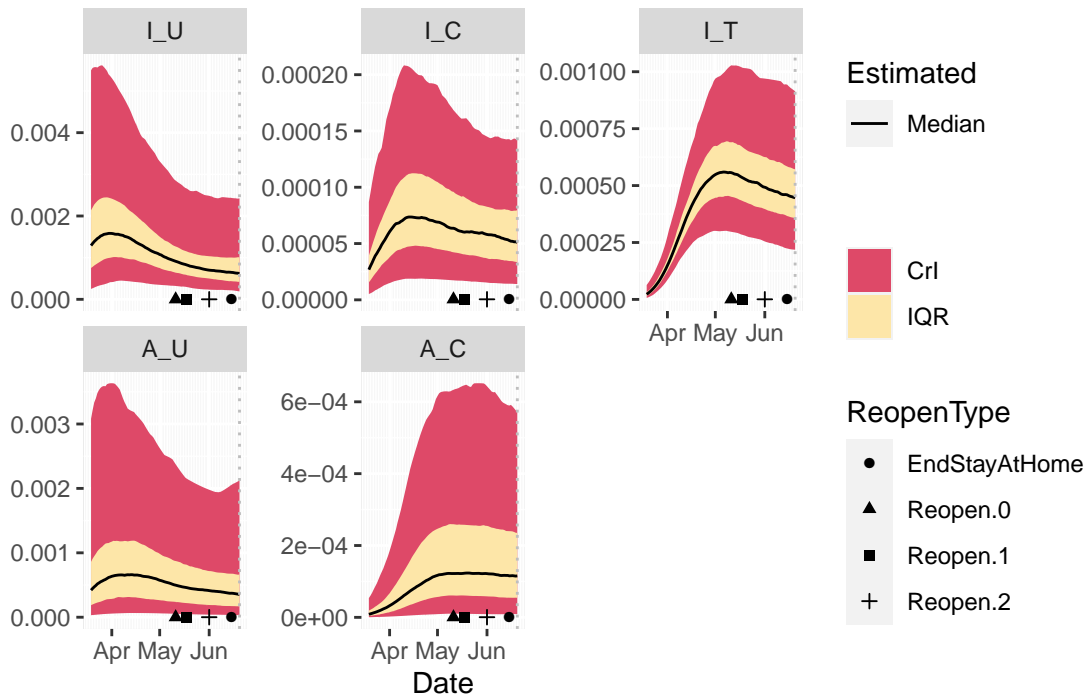 I_U
I_C
I_T
0.004
0.002
0.000
0.00020
0.00015
0.00010
0.00005
0.00000
0.00100
0.00075
0.00050
0.00025
0.00000
Apr May Jun
A_U
A_C
0.003
0.002
0.001
0.000
Apr May Jun
6e−04
4e−04
2e−04
0e+00
Apr May Jun
Date
Estimated
Median
CrI
IQR
ReopenType
EndStayAtHome
Reopen.0
Reopen.1
Reopen.2